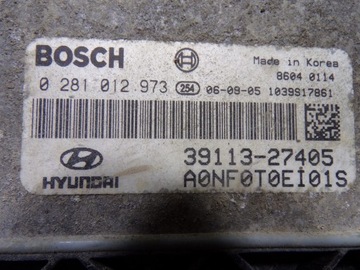 BOSCH
Made in Korea
8604 0114
0 281 012 973 254 06-09-05 1039917861
HYUNDAI
39113-27405
A0NF0T0EI01S